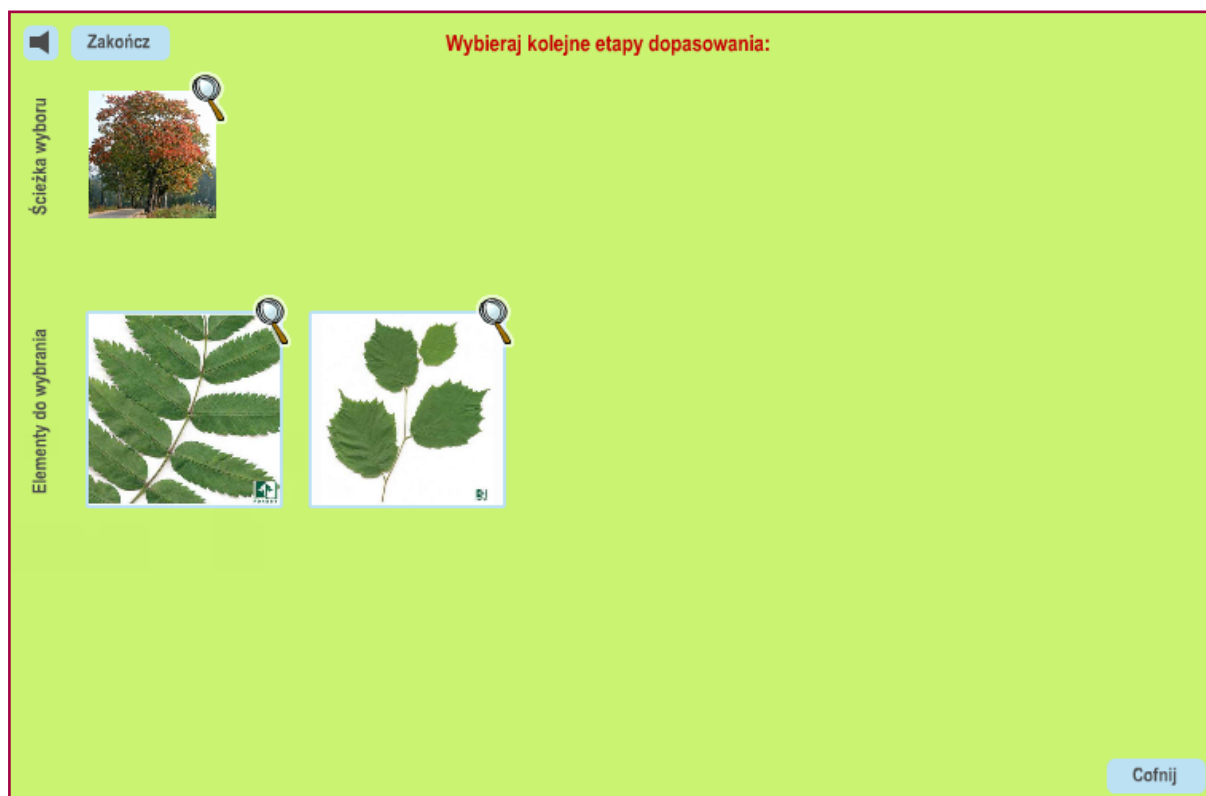 Zakończ
Wybieraj kolejne etapy dopasowania:
Ścieżka wyboru
Elementy do wybrania
Cofnij